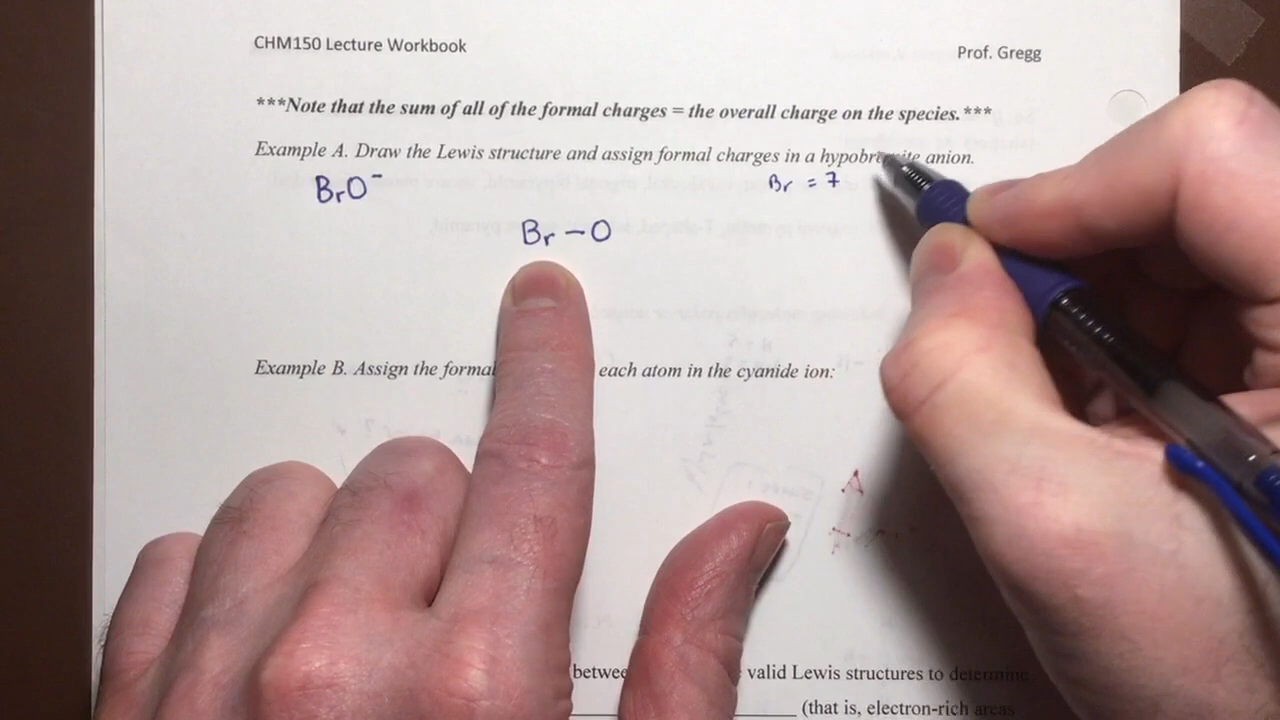 CHM150 Lecture Workbook
Prof. Gregg
***Note that the sum of all of the formal charges = the overall charge on the species.***
Example A. Draw the Lewis structure and assign formal charges in a hypobromite anion.
BrO⁻
Br = 7
Br – O
Example B. Assign the formal each atom in the cyanide ion:
valid Lewis structures to determine
(that is, electron-rich areas